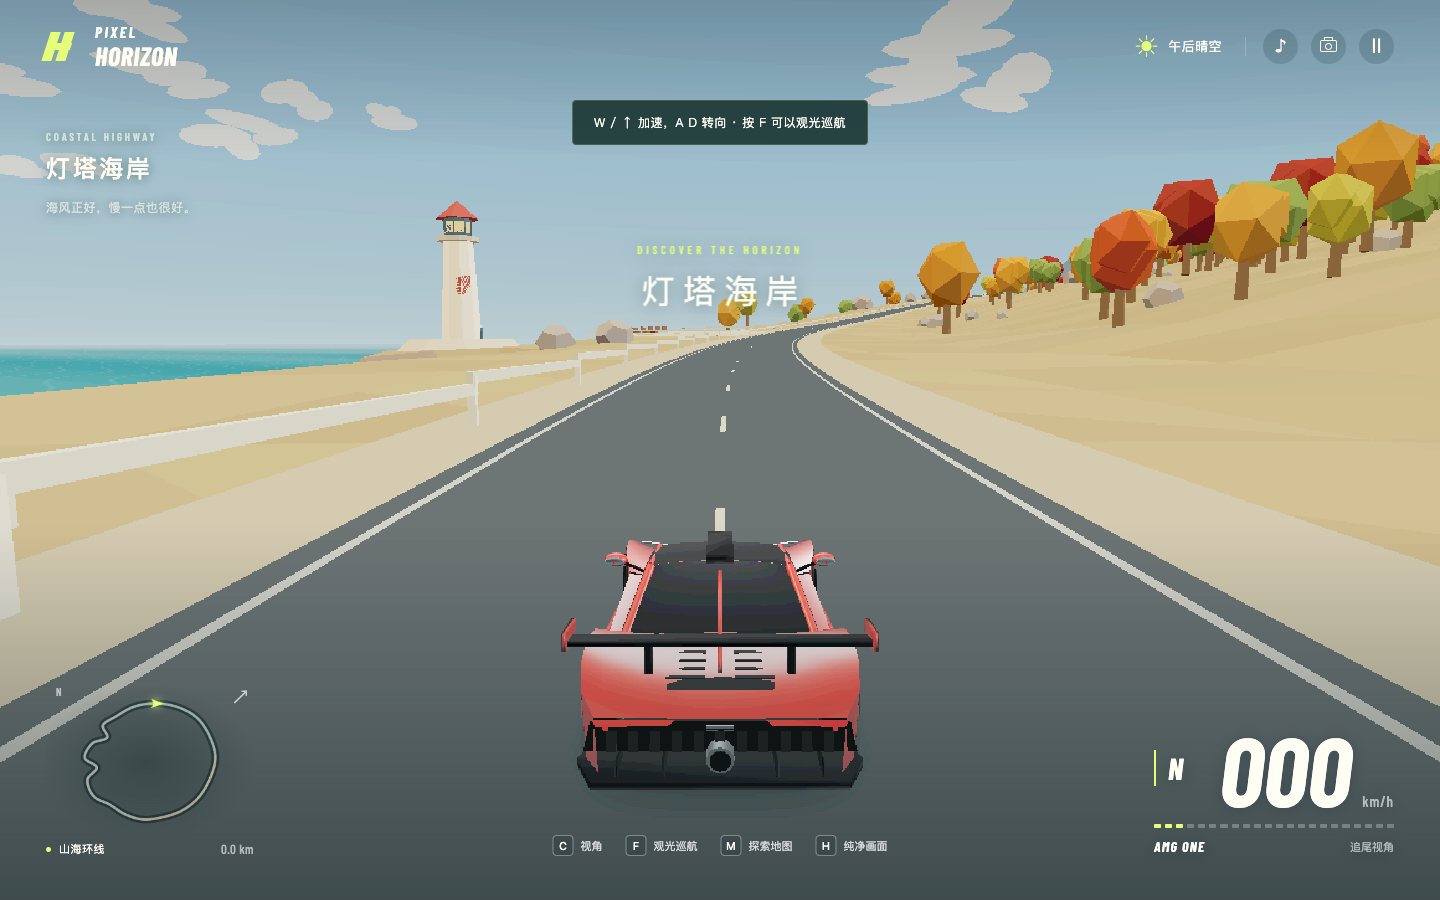 PIXEL
HORIZON
午后晴空
W / ↑ 加速，A D 转向 · 按 F 可以观光巡航
COASTAL HIGHWAY
灯塔海岸
海风正好，慢一点也很好。
DISCOVER THE HORIZON
灯塔海岸
N
山海环线
0.0 km
C 视角
F 观光巡航
M 探索地图
H 纯净画面
N
000
km/h
AMG ONE
追尾视角